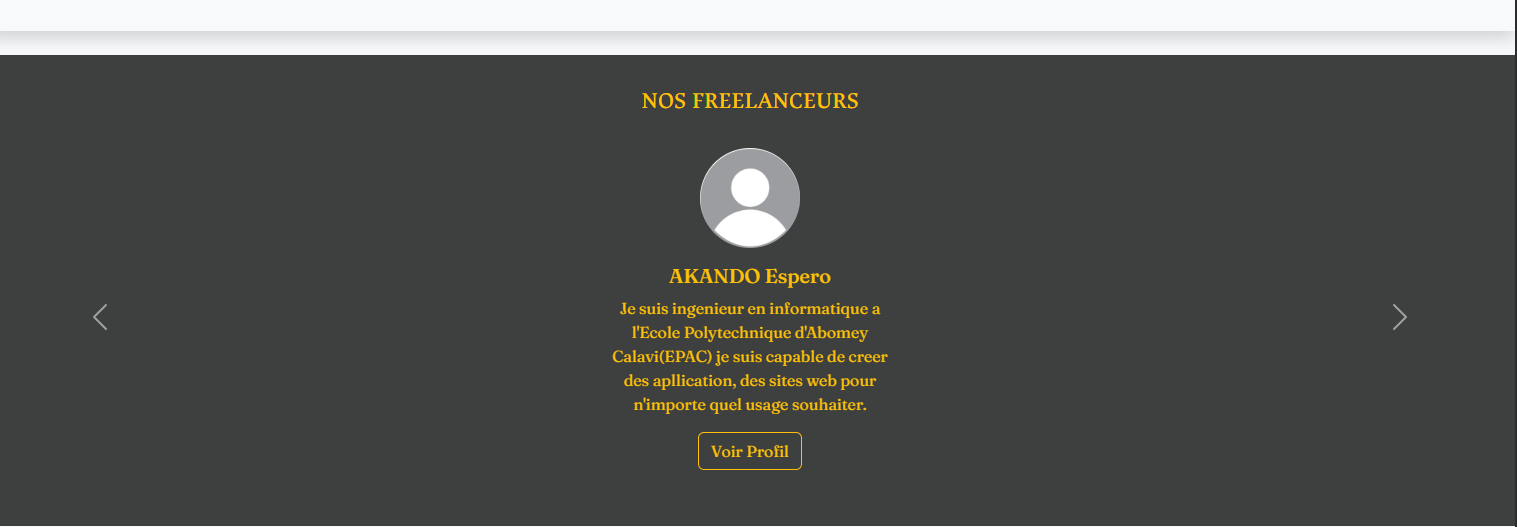 NOS FREELANCEURS
AKANDO Espero
Je suis ingenieur en informatique a
l'Ecole Polytechnique d'Abomey
Calavi(EPAC) je suis capable de creer
des apllication, des sites web pour
n'importe quel usage souhaiter.
Voir Profil